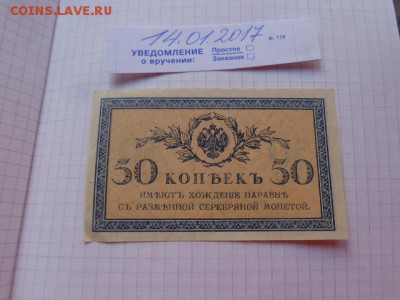 COINS.LAVE.RU
14.01.2017
ф. 119
УВЕДОМЛЕНИЕ
о вручении:
Простое
Заказное
50 КОПѢЕКЪ 50
ИМѢЮТЪ ХОЖДЕНІЕ НАРАВНѢ
СЪ РАЗМѢННОЙ СЕРЕБРЯНОЙ МОНЕТОЙ.